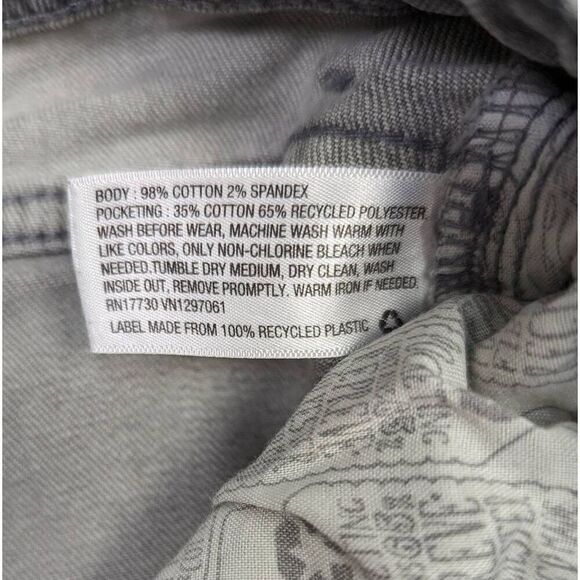 BODY : 98% COTTON 2% SPANDEX
POCKETING : 35% COTTON 65% RECYCLED POLYESTER
WASH BEFORE WEAR, MACHINE WASH WARM WITH
LIKE COLORS, ONLY NON-CHLORINE BLEACH WHEN
NEEDED.TUMBLE DRY MEDIUM, DRY CLEAN, WASH
INSIDE OUT, REMOVE PROMPTLY. WARM IRON IF NEEDED.
RN17730 VN1297061
LABEL MADE FROM 100% RECYCLED PLASTIC